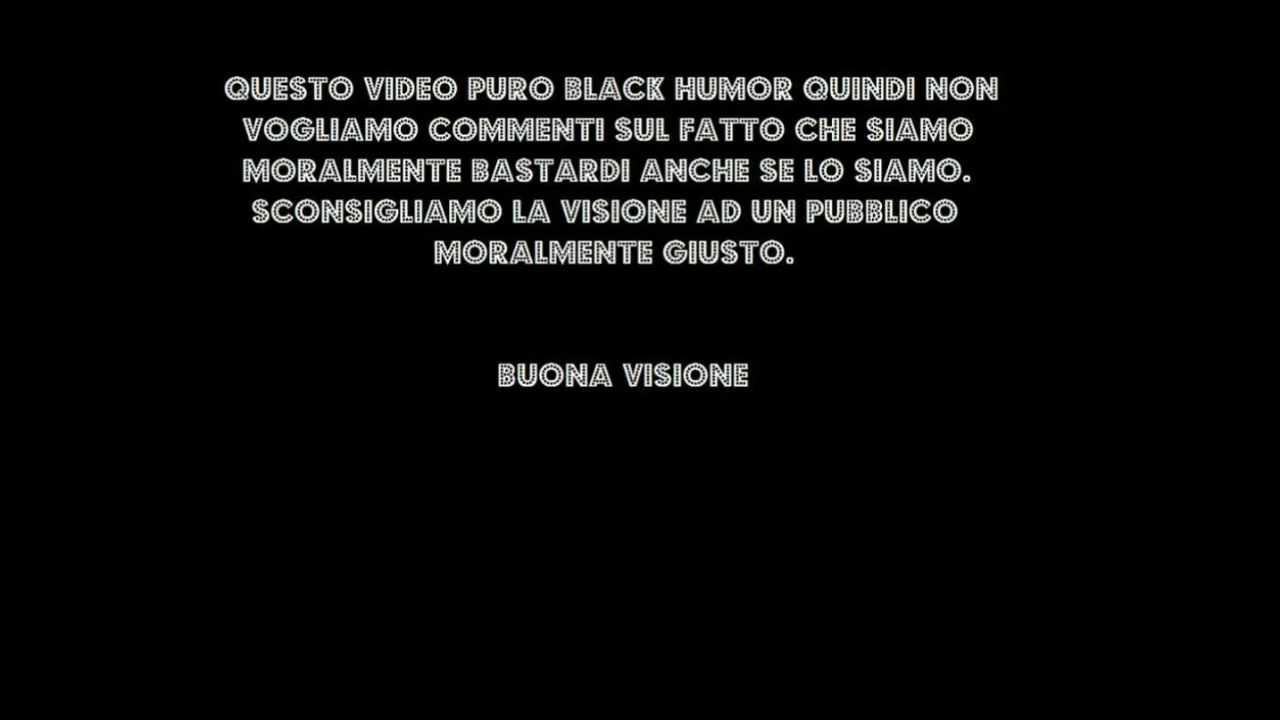 QUESTO VIDEO PURO BLACK HUMOR QUINDI NON
VOGLIAMO COMMENTI SUL FATTO CHE SIAMO
MORALMENTE BASTARDI ANCHE SE LO SIAMO.
SCONSIGLIAMO LA VISIONE AD UN PUBBLICO
MORALMENTE GIUSTO.
BUONA VISIONE